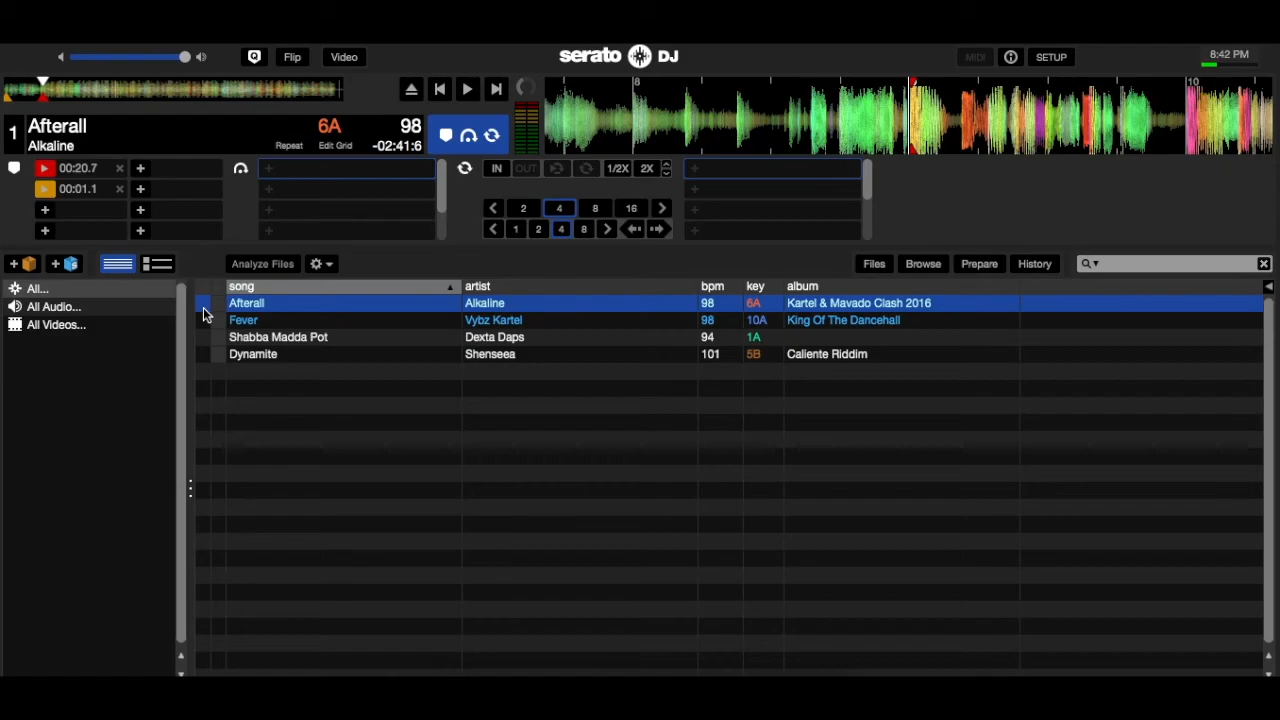 Flip Video serato DJ MIDI SETUP 8:42 PM
8 10
1 Afterall 6A 98
Alkaline Repeat Edit Grid -02:41:6
00:20.7 IN OUT 1/2X 2X
00:01.1
2 4 8 16
1 2 4 8
Analyze Files Files Browse Prepare History
All... song artist bpm key album
All Audio... Afterall Alkaline 98 6A Kartel & Mavado Clash 2016
All Videos... Fever Vybz Kartel 98 10A King Of The Dancehall
Shabba Madda Pot Dexta Daps 94 1A
Dynamite Shenseea 101 5B Caliente Riddim